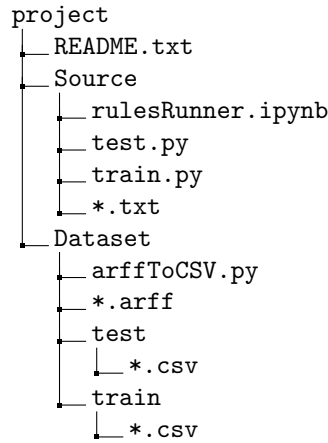 project
README.txt
Source
rulesRunner.ipynb
test.py
train.py
*.txt
Dataset
arffToCSV.py
*.arff
test
*.csv
train
*.csv